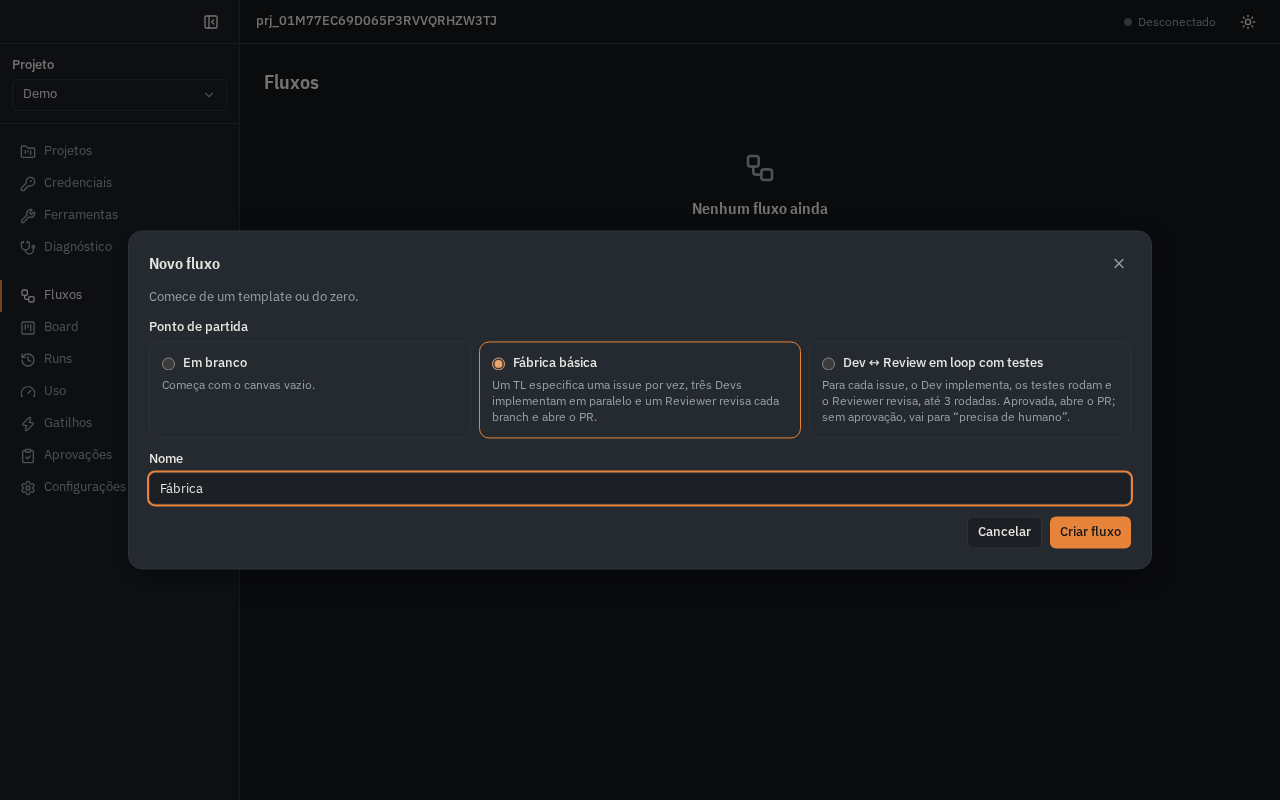 prj_01M77EC69D065P3RVVQRHZW3TJ
Desconectado
Projeto
Demo
Projetos
Credenciais
Ferramentas
Diagnóstico
Fluxos
Board
Runs
Uso
Gatilhos
Aprovações
Configurações
Fluxos
Nenhum fluxo ainda
Novo fluxo
Comece de um template ou do zero.
Ponto de partida
Em branco
Começa com o canvas vazio.
Fábrica básica
Um TL especifica uma issue por vez, três Devs
implementam em paralelo e um Reviewer revisa cada
branch e abre o PR.
Dev ↔ Review em loop com testes
Para cada issue, o Dev implementa, os testes rodam e
o Reviewer revisa, até 3 rodadas. Aprovada, abre o PR;
sem aprovação, vai para “precisa de humano”.
Nome
Fábrica
Cancelar
Criar fluxo